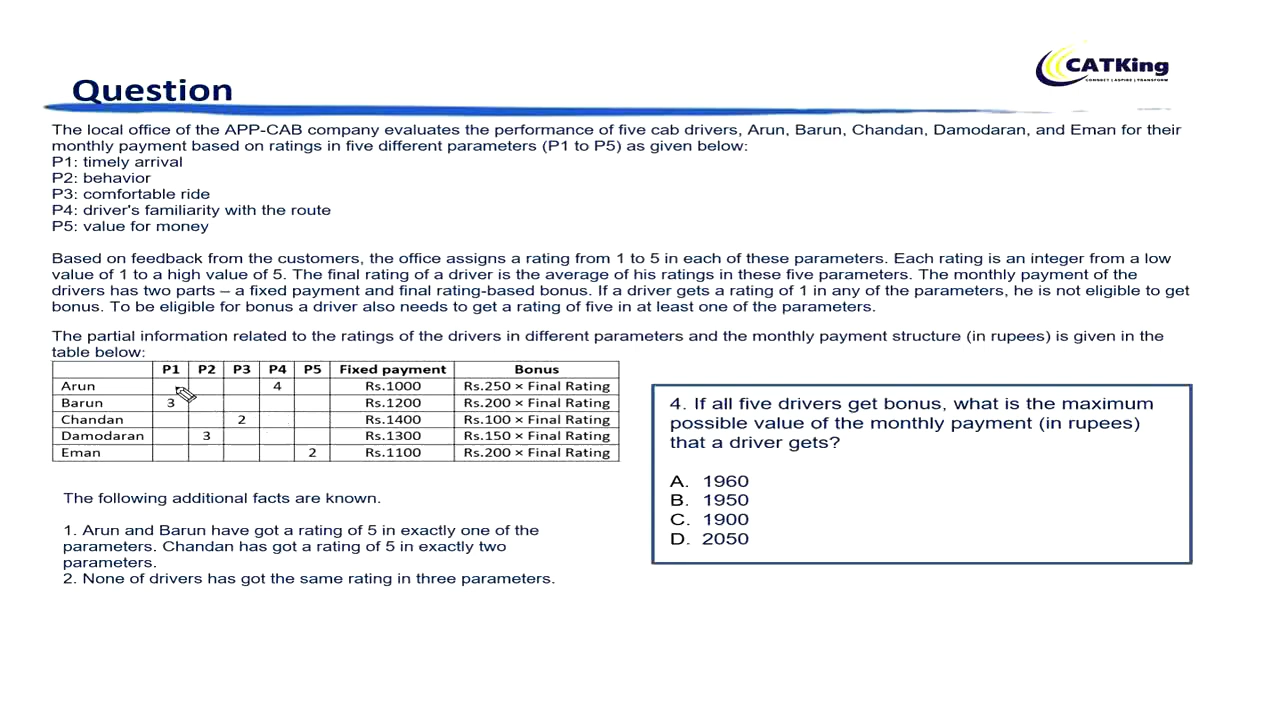 CATKing
CONNECT | ASPIRE | TRANSFORM
Question
The local office of the APP-CAB company evaluates the performance of five cab drivers, Arun, Barun, Chandan, Damodaran, and Eman for their
monthly payment based on ratings in five different parameters (P1 to P5) as given below:
P1: timely arrival
P2: behavior
P3: comfortable ride
P4: driver's familiarity with the route
P5: value for money
Based on feedback from the customers, the office assigns a rating from 1 to 5 in each of these parameters. Each rating is an integer from a low
value of 1 to a high value of 5. The final rating of a driver is the average of his ratings in these five parameters. The monthly payment of the
drivers has two parts – a fixed payment and final rating-based bonus. If a driver gets a rating of 1 in any of the parameters, he is not eligible to get
bonus. To be eligible for bonus a driver also needs to get a rating of five in at least one of the parameters.
The partial information related to the ratings of the drivers in different parameters and the monthly payment structure (in rupees) is given in the
table below:
P1 P2 P3 P4 P5 Fixed payment Bonus
Arun 4 Rs.1000 Rs.250 × Final Rating
Barun 3 Rs.1200 Rs.200 × Final Rating
Chandan 2 Rs.1400 Rs.100 × Final Rating
Damodaran 3 Rs.1300 Rs.150 × Final Rating
Eman 2 Rs.1100 Rs.200 × Final Rating
The following additional facts are known.
1. Arun and Barun have got a rating of 5 in exactly one of the
parameters. Chandan has got a rating of 5 in exactly two
parameters.
2. None of drivers has got the same rating in three parameters.
4. If all five drivers get bonus, what is the maximum
possible value of the monthly payment (in rupees)
that a driver gets?
A. 1960
B. 1950
C. 1900
D. 2050